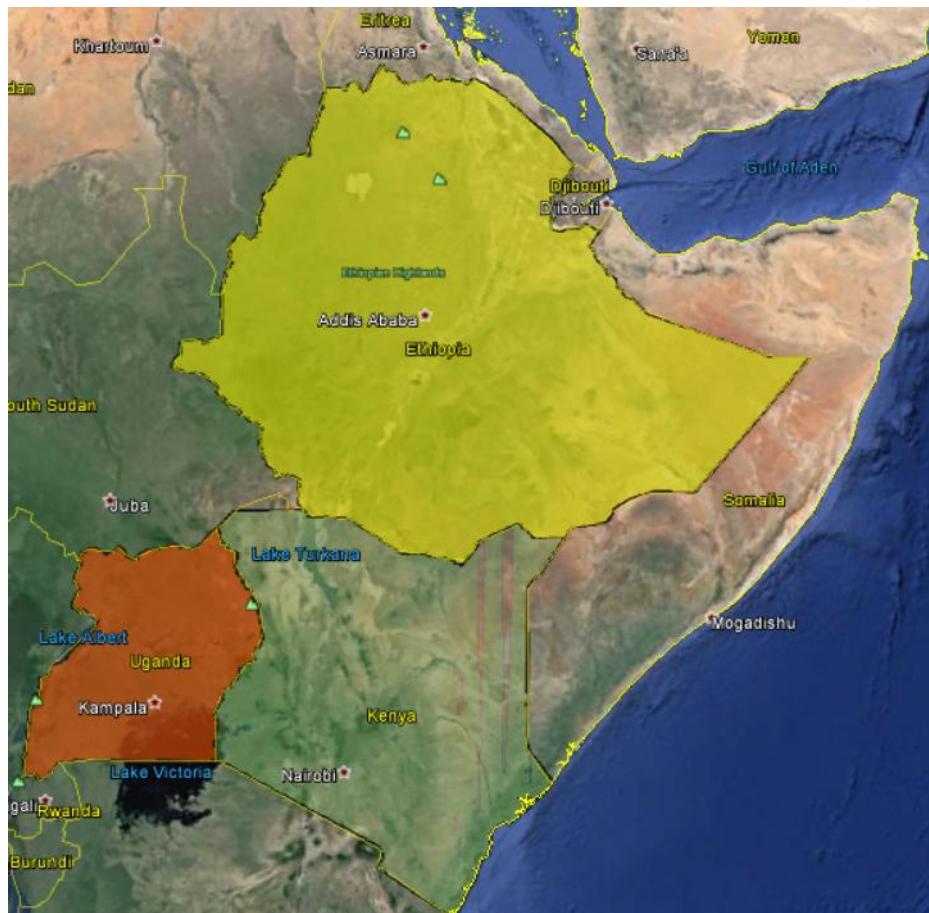 Eritrea
Khartoum
Asmara
Sana'a
Yemen
dan
Gulf of Aden
Djibouti
Djibouti
Ethiopian Highlands
Addis Ababa
Ethiopia
outh Sudan
Juba
Somalia
Lake Turkana
Mogadishu
Lake Albert
Uganda
Kampala
Kenya
Lake Victoria
Nairobi
gali
Rwanda
Burundi